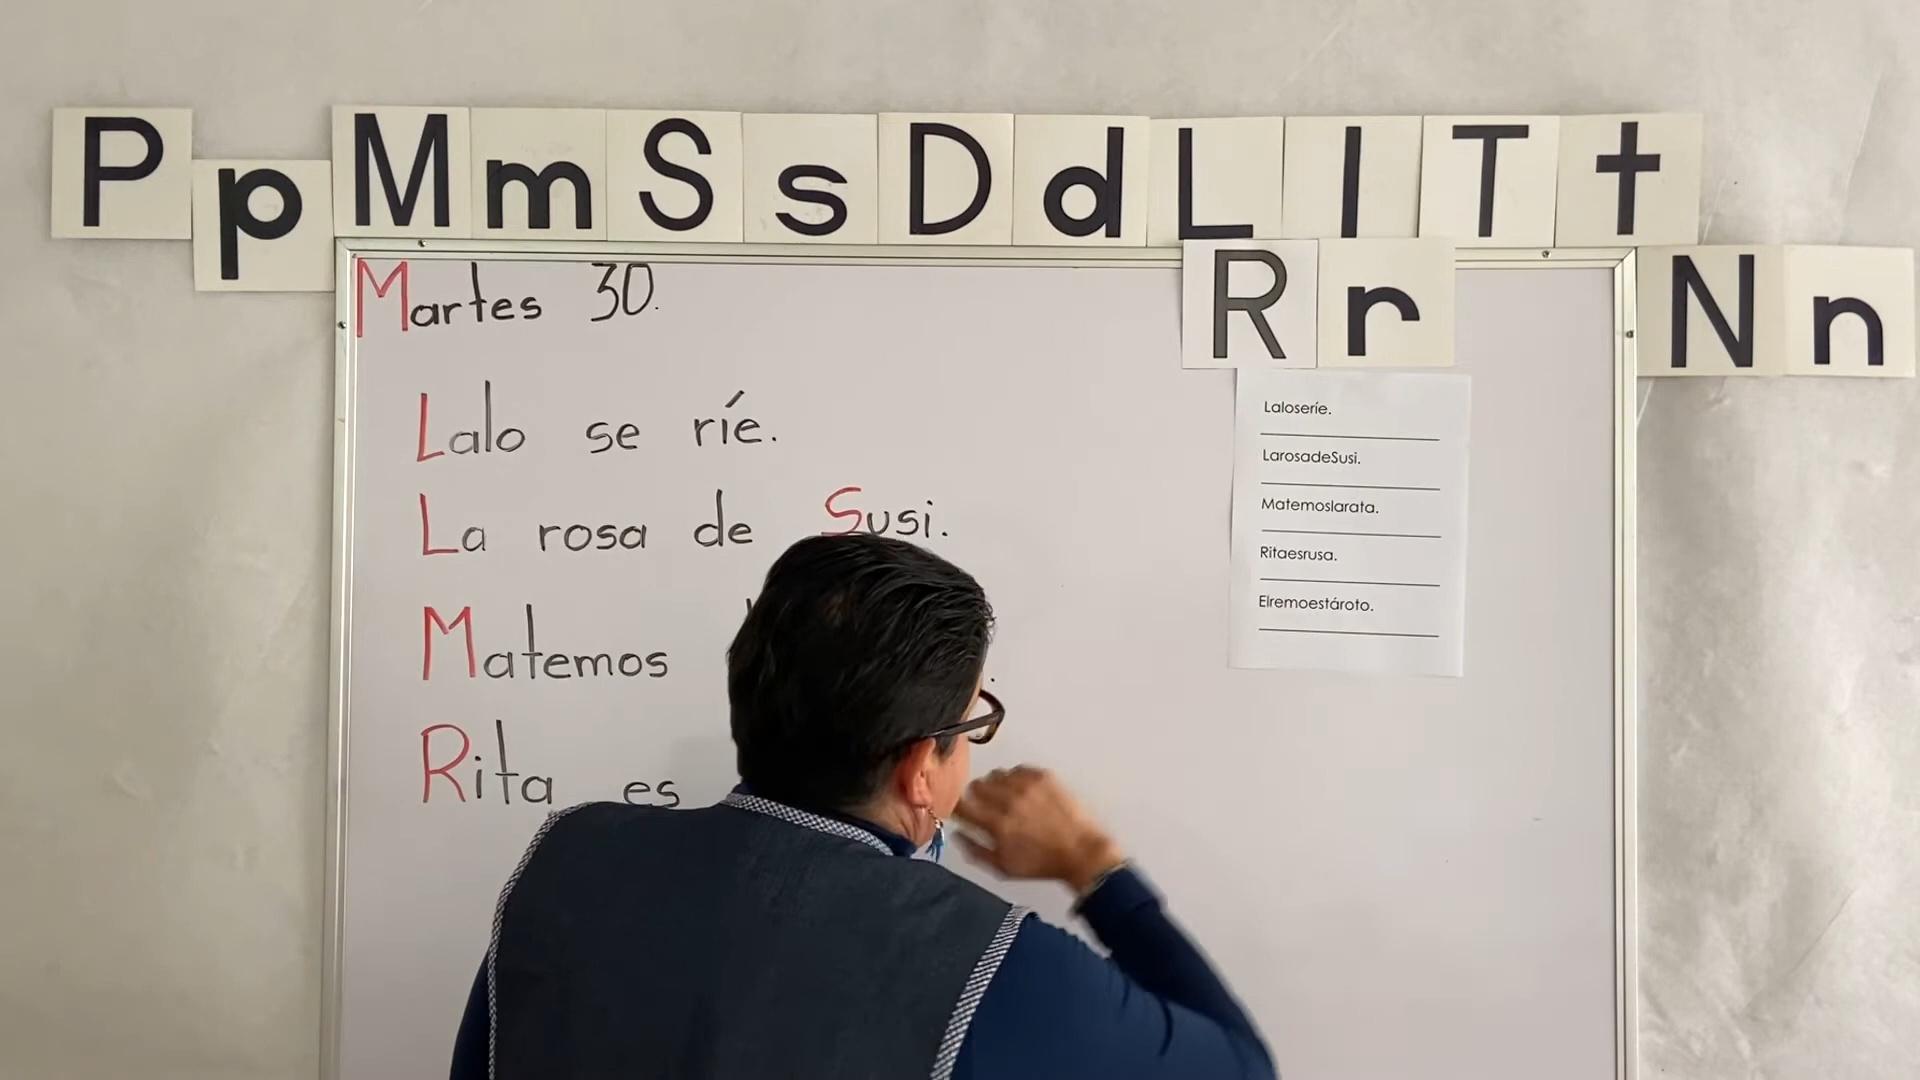 P p M m S s D d L l T t
R r N n
Martes 30.
Lalo se ríe.
La rosa de Susi.
Matemos
Rita es
Laloseríe.
LarosadeSusi.
Matemoslarata.
Ritaesrusa.
Elremoestároto.